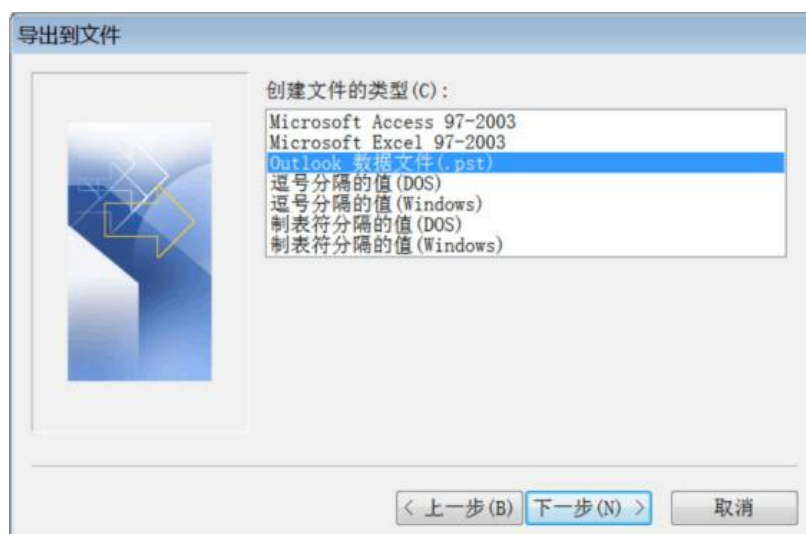 导出到文件
创建文件的类型(C):
Microsoft Access 97-2003
Microsoft Excel 97-2003
Outlook 数据文件(.pst)
逗号分隔的值(DOS)
逗号分隔的值(Windows)
制表符分隔的值(DOS)
制表符分隔的值(Windows)
< 上一步(B) 下一步(N) > 取消